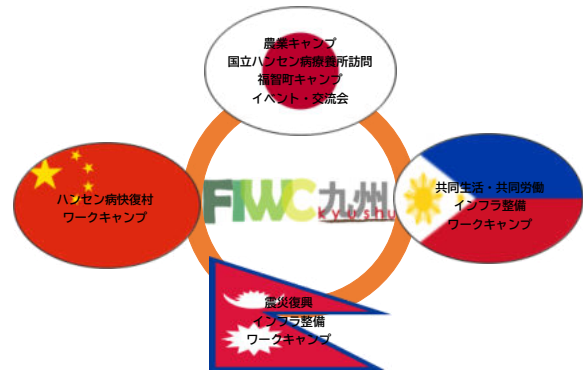 農業キャンプ
国立ハンセン病療養所訪問
福智町キャンプ
イベント・交流会
ハンセン病快復村
ワークキャンプ
FIWC九州
kyushu
共同生活・共同労働
インフラ整備
ワークキャンプ
震災復興
インフラ整備
ワークキャンプ